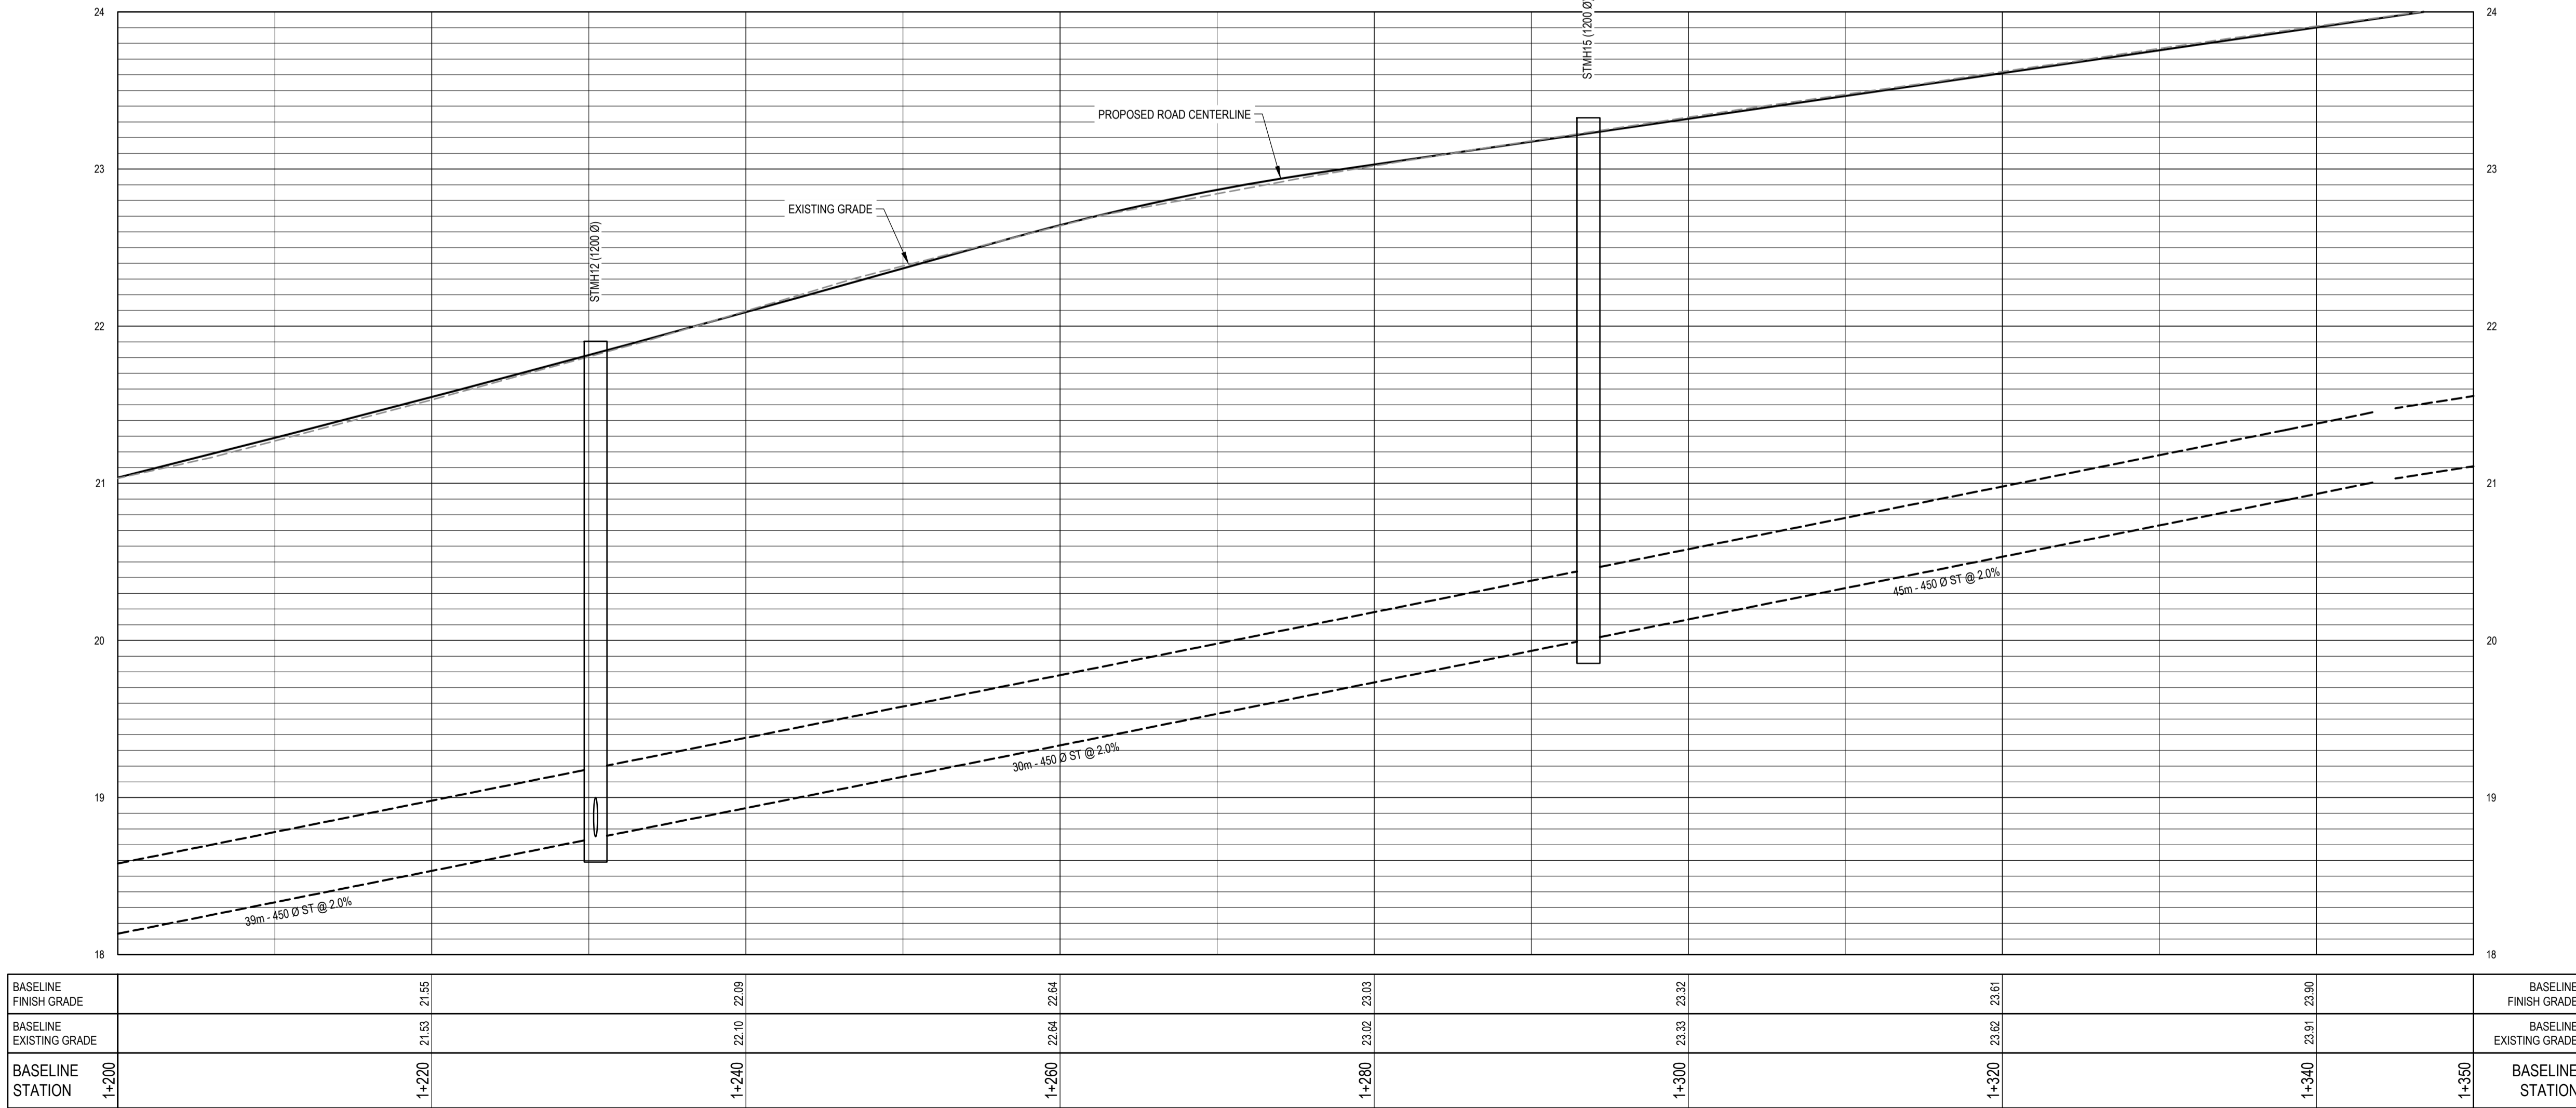 24
24
STMH15 (1200 Ø)
PROPOSED ROAD CENTERLINE
23
23
EXISTING GRADE
STMH12 (1200 Ø)
22
22
21
21
45m - 450 Ø ST @ 2.0%
20
20
30m - 450 Ø ST @ 2.0%
19
19
39m - 450 Ø ST @ 2.0%
18
18
BASELINE
FINISH GRADE
21.55
22.09
22.64
23.03
23.32
23.61
23.90
BASELINE
FINISH GRADE
BASELINE
EXISTING GRADE
21.53
22.10
22.64
23.02
23.33
23.62
23.91
BASELINE
EXISTING GRADE
BASELINE
STATION
1+200
1+220
1+240
1+260
1+280
1+300
1+320
1+340
1+350
BASELINE
STATION